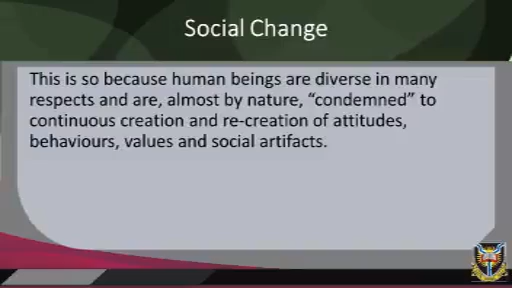 Social Change
This is so because human beings are diverse in many
respects and are, almost by nature, “condemned” to
continuous creation and re-creation of attitudes,
behaviours, values and social artifacts.